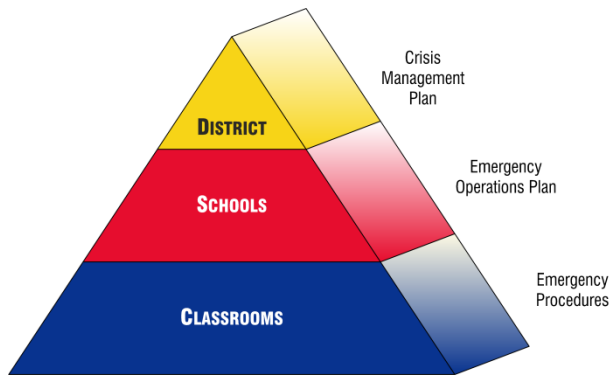 Crisis
Management
Plan
DISTRICT
Emergency
Operations Plan
SCHOOLS
Emergency
Procedures
CLASSROOMS